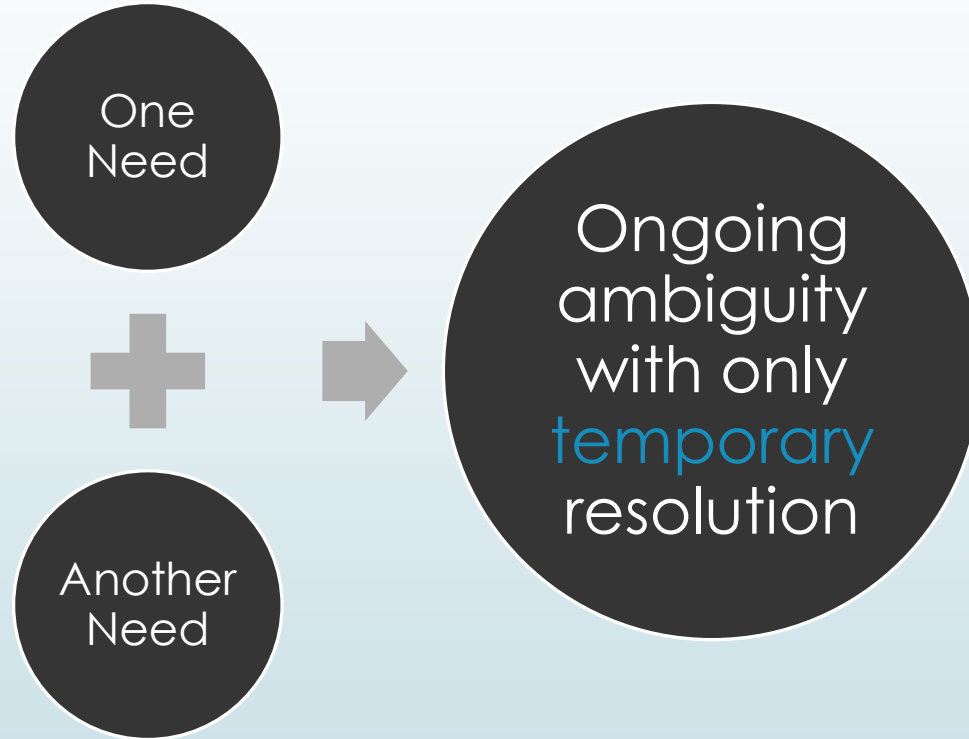 One
Need
Another
Need
Ongoing
ambiguity
with only
temporary
resolution